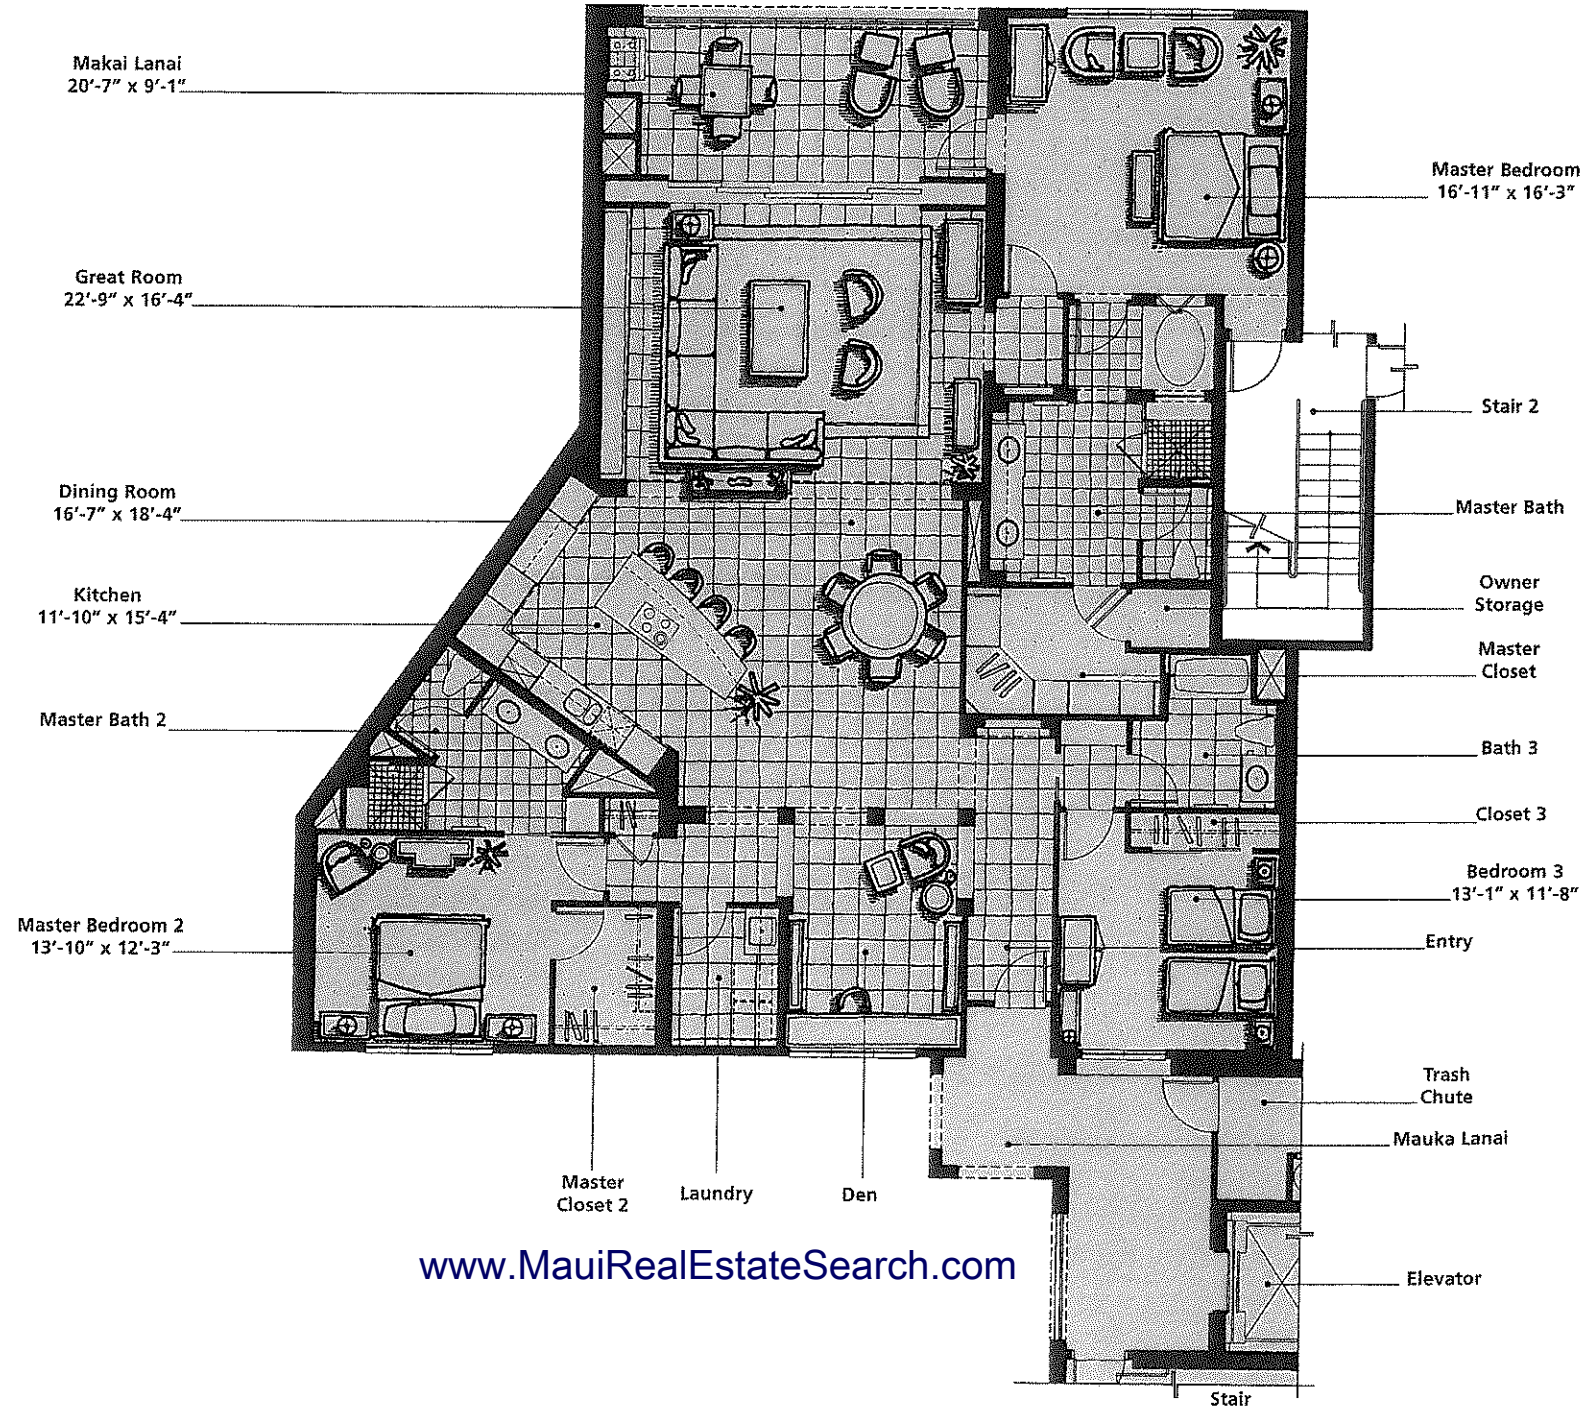 Makai Lanai
20'-7" x 9'-1"
Great Room
22'-9" x 16'-4"
Dining Room
16'-7" x 18'-4"
Kitchen
11'-10" x 15'-4"
Master Bath 2
Master Bedroom 2
13'-10" x 12'-3"
Master
Closet 2
Laundry
Den
Master Bedroom
16'-11" x 16'-3"
Stair 2
Master Bath
Owner
Storage
Master
Closet
Bath 3
Closet 3
Bedroom 3
13'-1" x 11'-8"
Entry
Trash
Chute
Mauka Lanai
Elevator
Stair
www.MauiRealEstateSearch.com